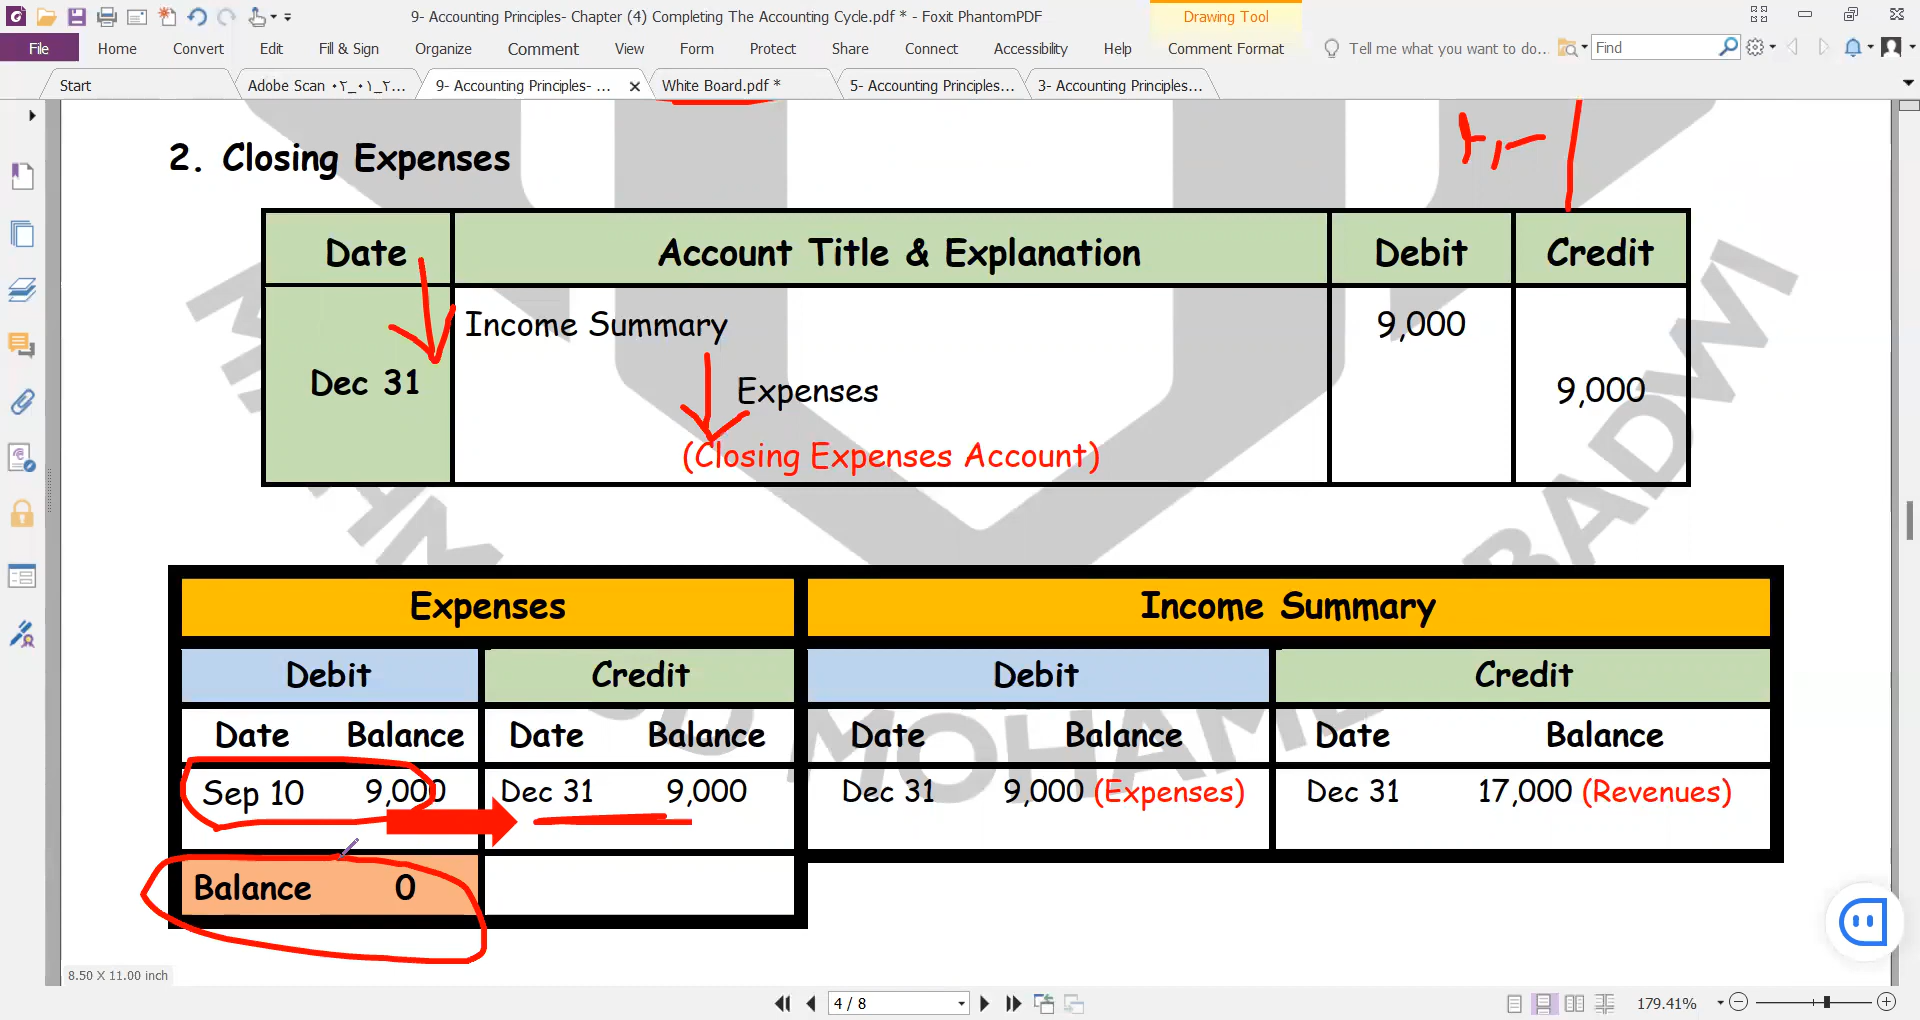 9- Accounting Principles- Chapter (4) Completing The Accounting Cycle.pdf * - Foxit PhantomPDF
Drawing Tool
File Home Convert Edit Fill & Sign Organize Comment View Form Protect Share Connect Accessibility Help Comment Format Tell me what you want to do... Find
Start Adobe Scan ٠٢_٠١_٢... 9- Accounting Principles- ... White Board.pdf * 5- Accounting Principles... 3- Accounting Principles...
2. Closing Expenses
Date Account Title & Explanation Debit Credit
Income Summary 9,000
Dec 31
Expenses 9,000
(Closing Expenses Account)
MOHAMED BADWI
Expenses Income Summary
Debit Credit Debit Credit
Date Balance Date Balance Date Balance Date Balance
Sep 10 9,000 Dec 31 9,000 Dec 31 9,000 (Expenses) Dec 31 17,000 (Revenues)
Balance 0
8.50 X 11.00 inch
4 / 8 179.41%